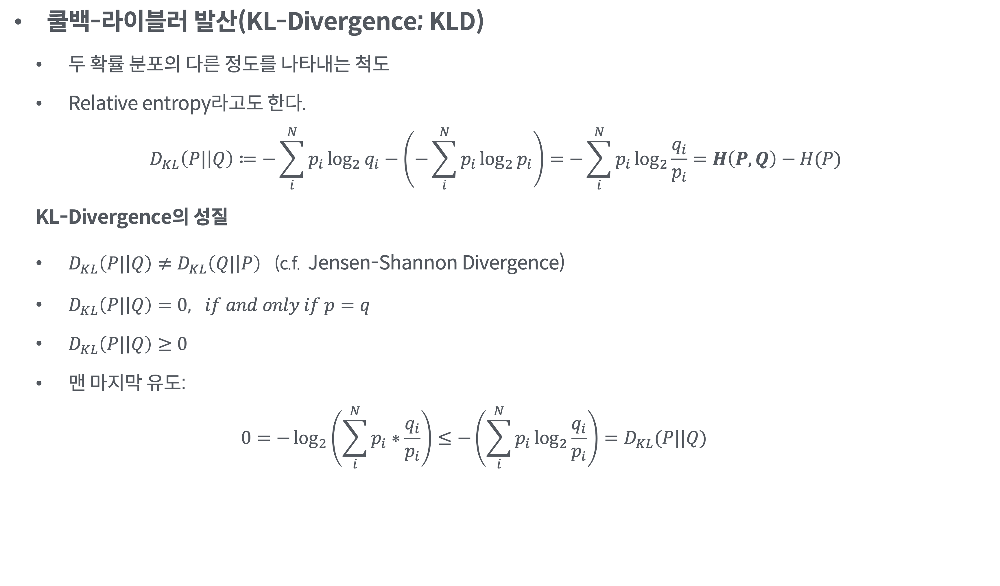 • 쿨백-라이블러 발산(KL-Divergence; KLD)
• 두 확률 분포의 다른 정도를 나타내는 척도
• Relative entropy라고도 한다.
$D_{KL}(P||Q) := -\sum_{i}^{N} p_i \log_2 q_i - \left(-\sum_{i}^{N} p_i \log_2 p_i\right) = -\sum_{i}^{N} p_i \log_2 \frac{q_i}{p_i} = \boldsymbol{H}(\boldsymbol{P}, \boldsymbol{Q}) - H(P)$
KL-Divergence의 성질
• $D_{KL}(P||Q) \neq D_{KL}(Q||P)$ (c.f. Jensen-Shannon Divergence)
• $D_{KL}(P||Q) = 0,$ if and only if $p = q$
• $D_{KL}(P||Q) \geq 0$
• 맨 마지막 유도:
$0 = -\log_2 \left(\sum_{i}^{N} p_i * \frac{q_i}{p_i}\right) \leq -\left(\sum_{i}^{N} p_i \log_2 \frac{q_i}{p_i}\right) = D_{KL}(P||Q)$